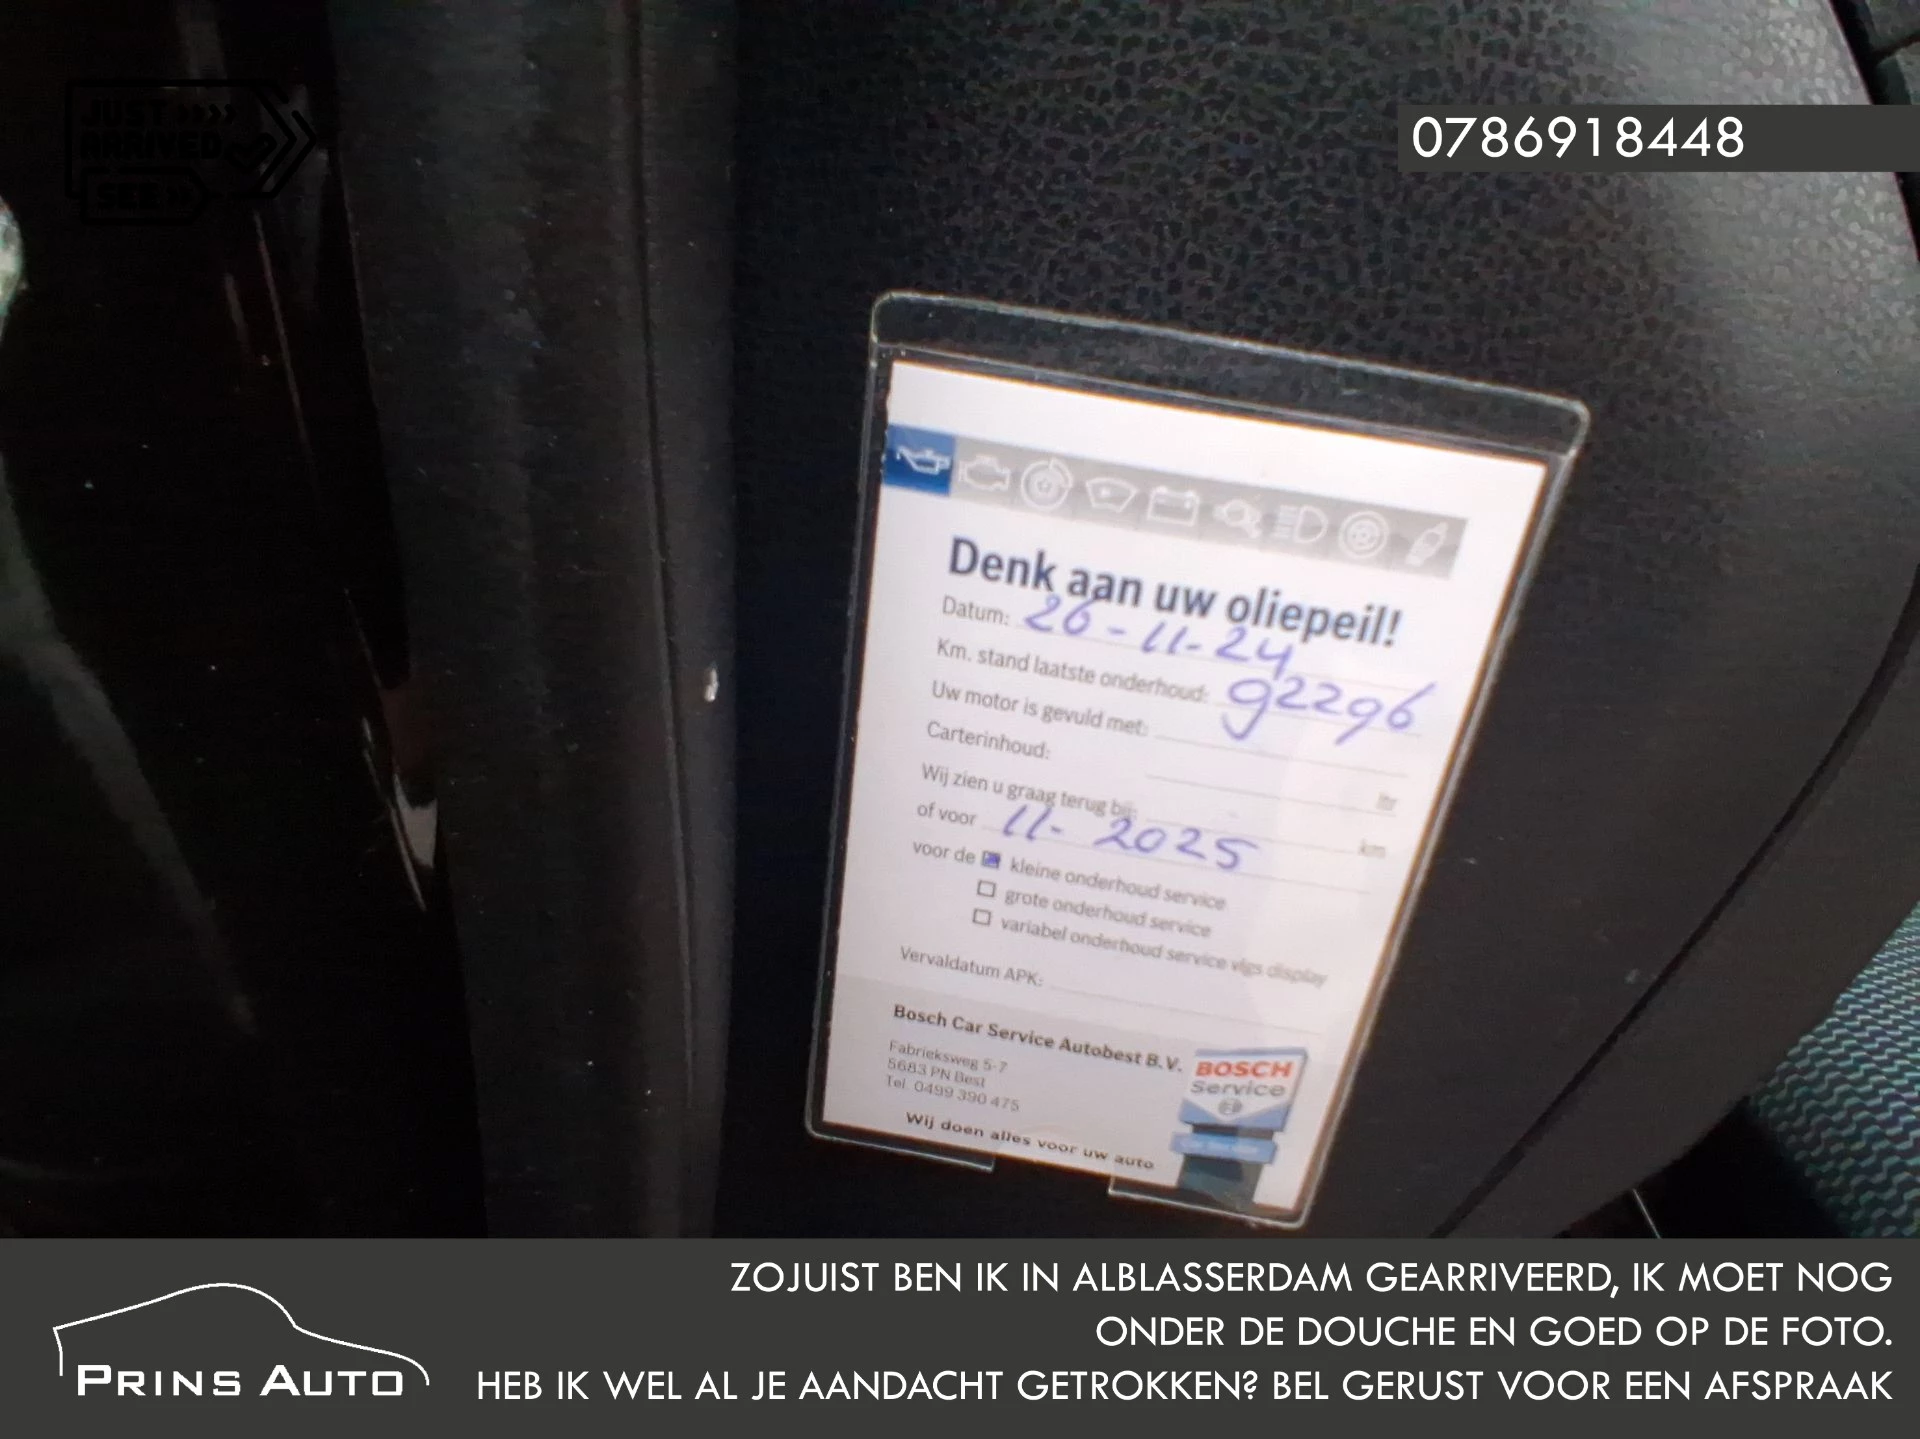 JUST >>>>
ARRIVED
SEE >>
0786918448
Denk aan uw oliepeil!
Datum: 26-11-24
Km. stand laatste onderhoud: 92296
Uw motor is gevuld met:
Carterinhoud:
ltr
Wij zien u graag terug bij:
km
of voor 11-2025
voor de kleine onderhoud service
grote onderhoud service
variabel onderhoud service vlgs display
Vervaldatum APK:
Bosch Car Service Autobest B.V.
Fabrieksweg 5-7
5683 PN Best
Tel. 0499 390 475
Wij doen alles voor uw auto
BOSCH
Service
PRINS AUTO
ZOJUIST BEN IK IN ALBLASSERDAM GEARRIVEERD, IK MOET NOG
ONDER DE DOUCHE EN GOED OP DE FOTO.
HEB IK WEL AL JE AANDACHT GETROKKEN? BEL GERUST VOOR EEN AFSPRAAK